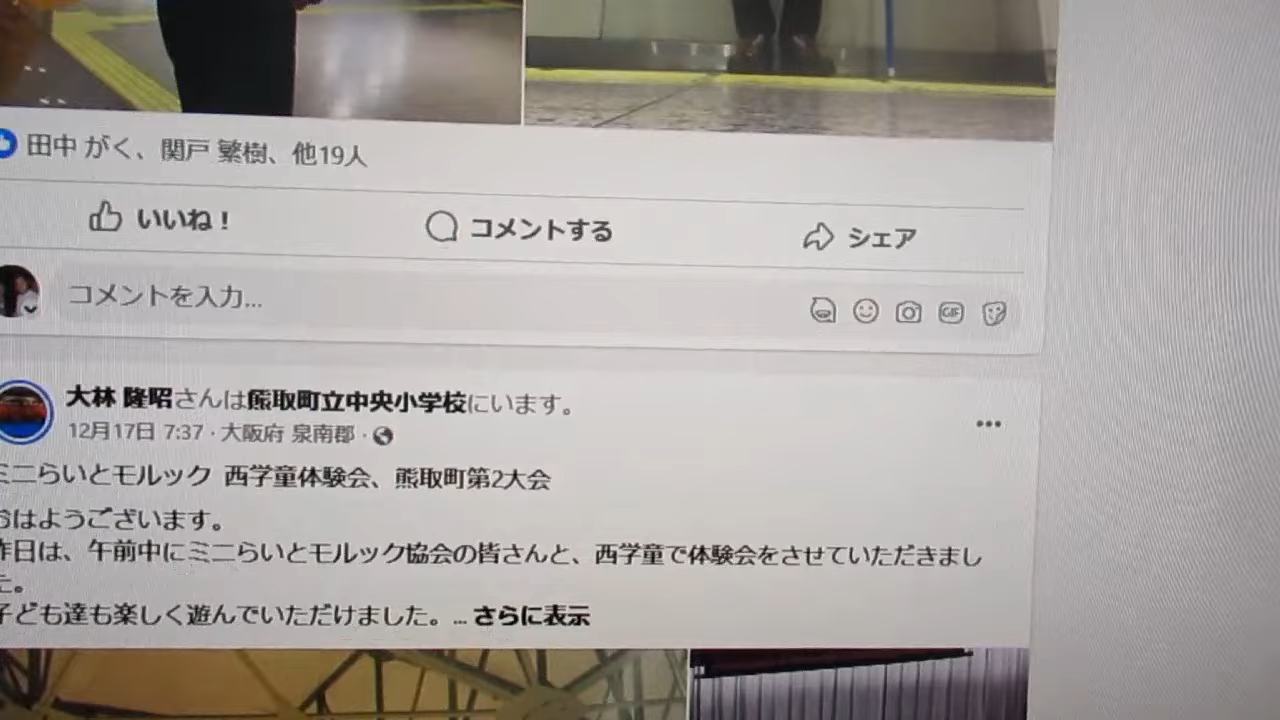 田中 がく、関戸 繁樹、他19人
いいね！
コメントする
シェア
コメントを入力...
GIF
大林 隆昭さんは熊取町立中央小学校にいます。
12月17日 7:37 · 大阪府 泉南郡 ·
ミニらいとモルック 西学童体験会、熊取町第2大会
おはようございます。
昨日は、午前中にミニらいとモルック協会の皆さんと、西学童で体験会をさせていただきまし
た。
子ども達も楽しく遊んでいただけました。... さらに表示